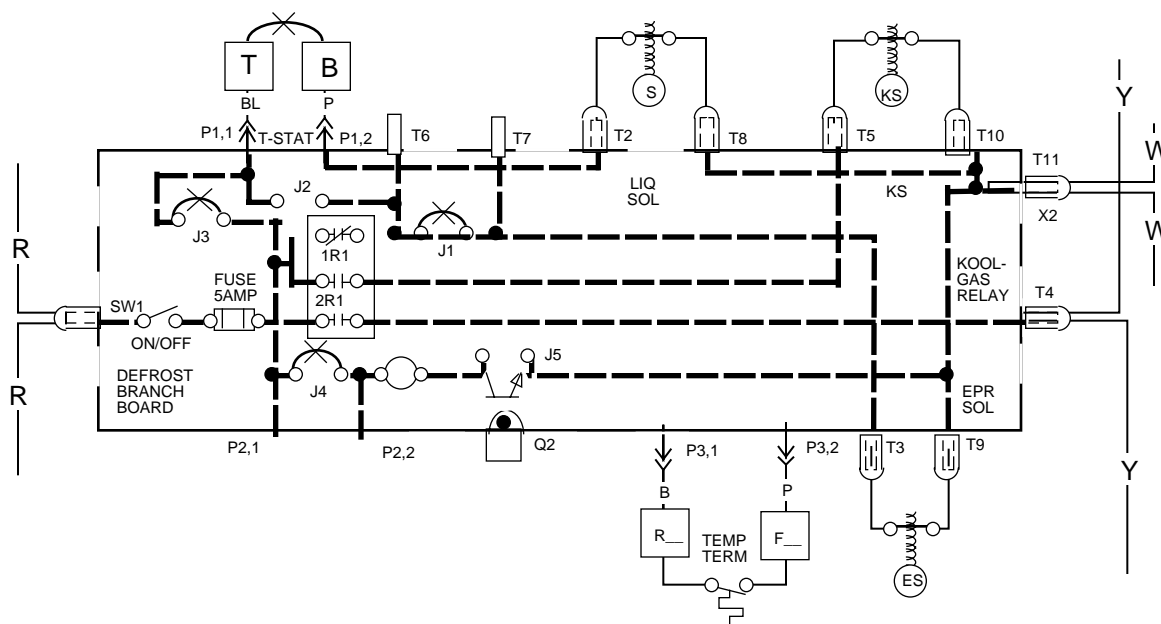 T
B
S
KS
Y
BL
P
P1,1
T-STAT
P1,2
T6
T7
T2
T8
T5
T10
T11
W
J2
LIQ
SOL
KS
X2
J3
J1
W
R
1R1
FUSE
5AMP
KOOL-
GAS
RELAY
SW1
2R1
T4
ON/OFF
J5
DEFROST
BRANCH
BOARD
J4
EPR
SOL
R
P2,1
P2,2
Q2
P3,1
P3,2
T3
T9
Y
B
P
R__
TEMP
TERM
F__
ES